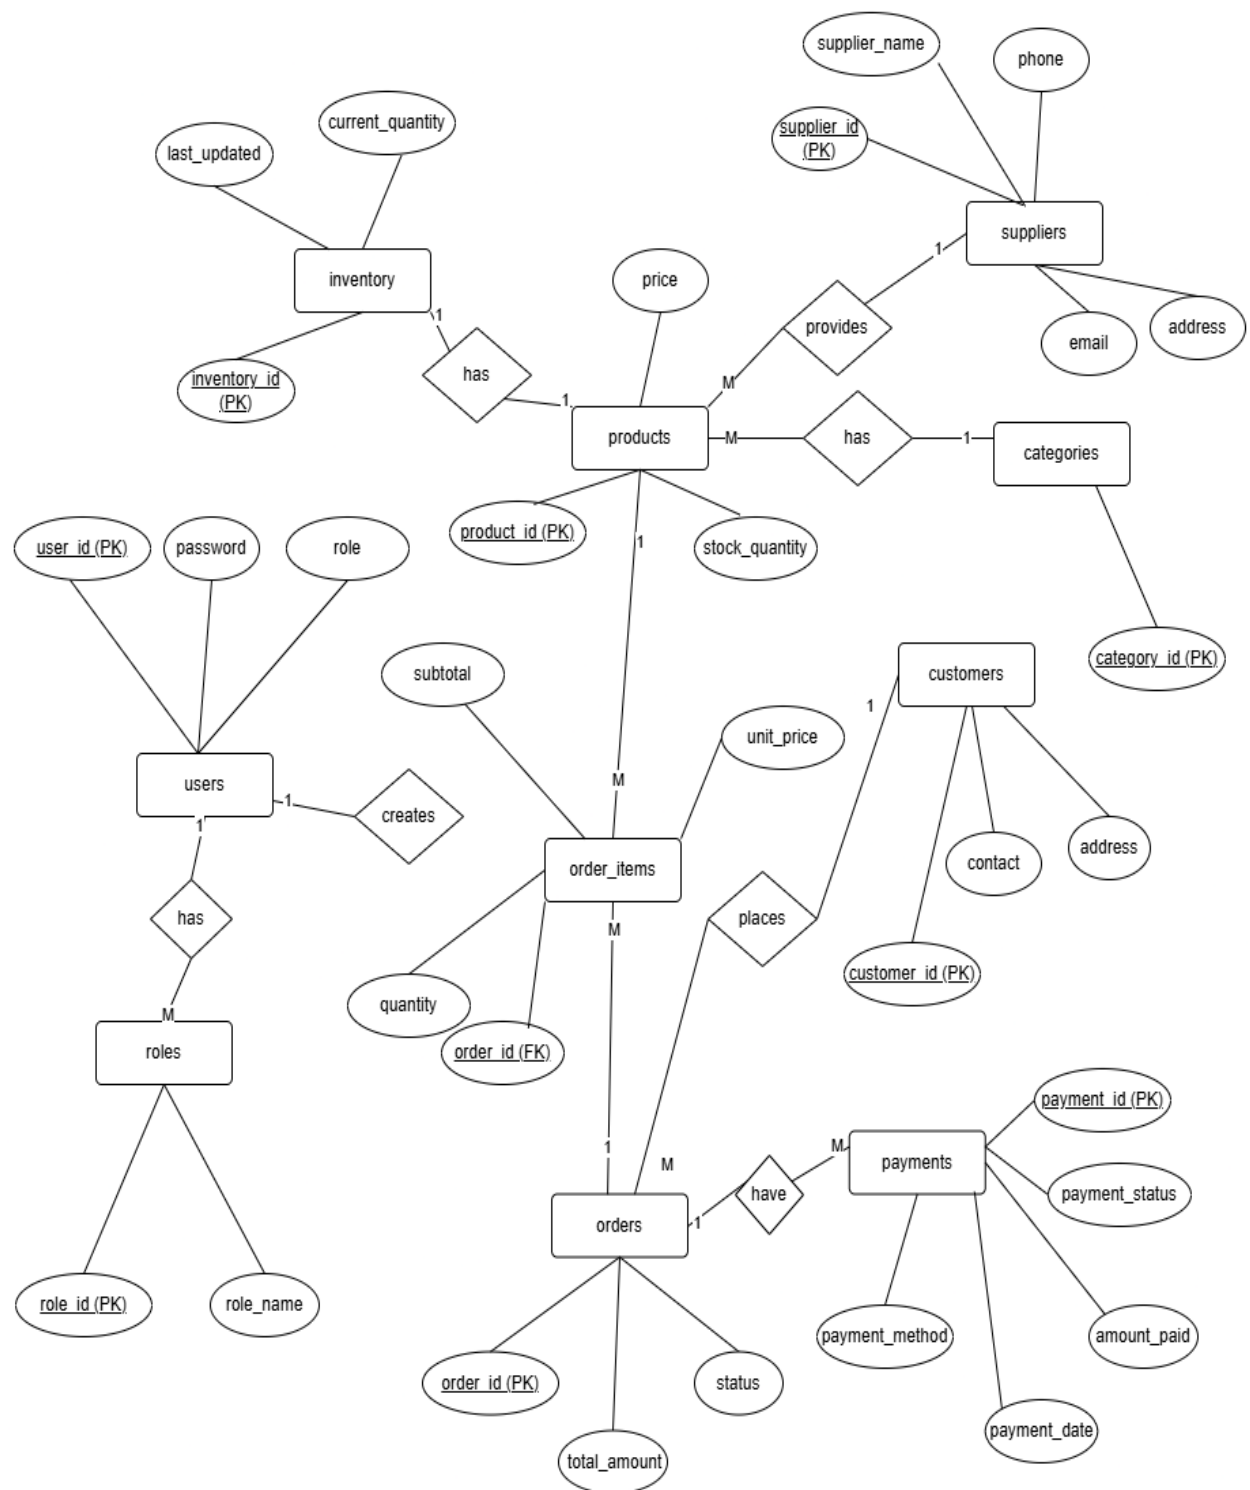 supplier_name
phone
current_quantity
supplier_id
(PK)
last_updated
suppliers
1
inventory
price
1
provides
address
email
has
M
inventory_id
(PK)
1
products
M
has
1
categories
product_id (PK)
stock_quantity
1
user_id (PK)
password
role
category_id (PK)
subtotal
customers
1
unit_price
users
M
1
creates
1
order_items
contact
address
has
places
M
customer_id (PK)
quantity
M
order_id (FK)
roles
payment_id (PK)
1
M
M
payments
have
payment_status
orders
1
role_id (PK)
role_name
payment_method
amount_paid
order_id (PK)
status
payment_date
total_amount